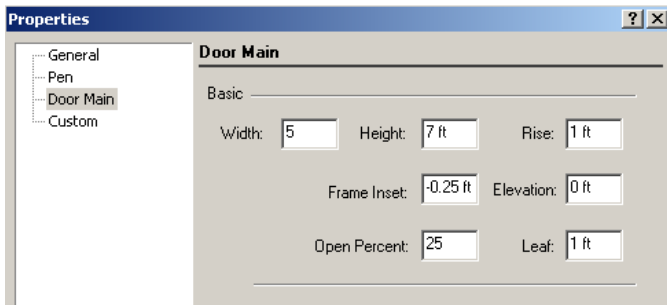 Properties
General
Pen
Door Main
Custom
Door Main
Basic
Width: 5 Height: 7 ft Rise: 1 ft
Frame Inset: -0.25 ft Elevation: 0 ft
Open Percent: 25 Leaf: 1 ft